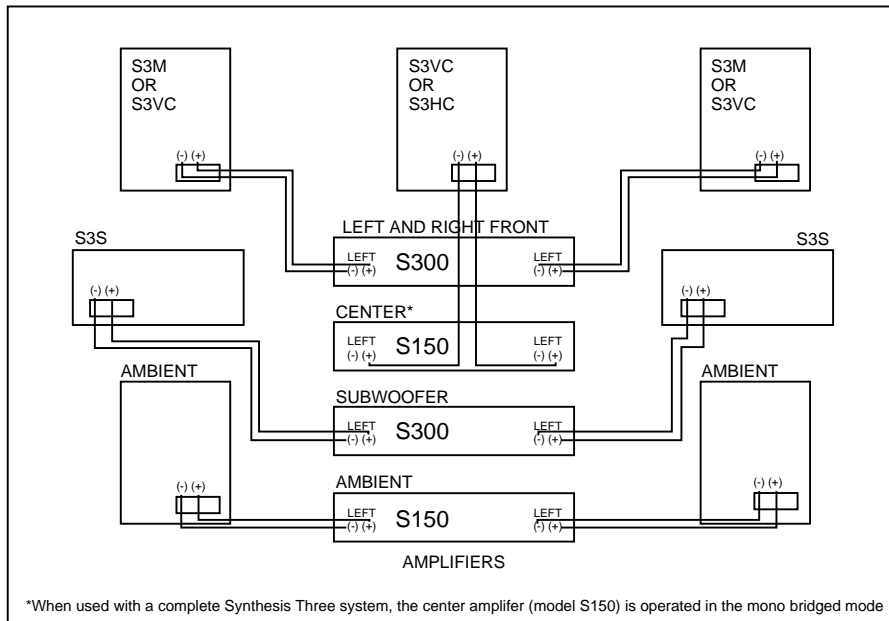 S3M
OR
S3VC
(-) (+)
S3VC
OR
S3HC
(-) (+)
S3M
OR
S3VC
(-) (+)
LEFT AND RIGHT FRONT
LEFT
(-) (+)
S300
LEFT
(-) (+)
S3S
(-) (+)
S3S
(-) (+)
CENTER*
LEFT
(-) (+)
S150
LEFT
(-) (+)
SUBWOOFER
LEFT
(-) (+)
S300
LEFT
(-) (+)
AMBIENT
(-) (+)
AMBIENT
(-) (+)
AMBIENT
LEFT
(-) (+)
S150
LEFT
(-) (+)
AMPLIFIERS
*When used with a complete Synthesis Three system, the center amplifer (model S150) is operated in the mono bridged mode